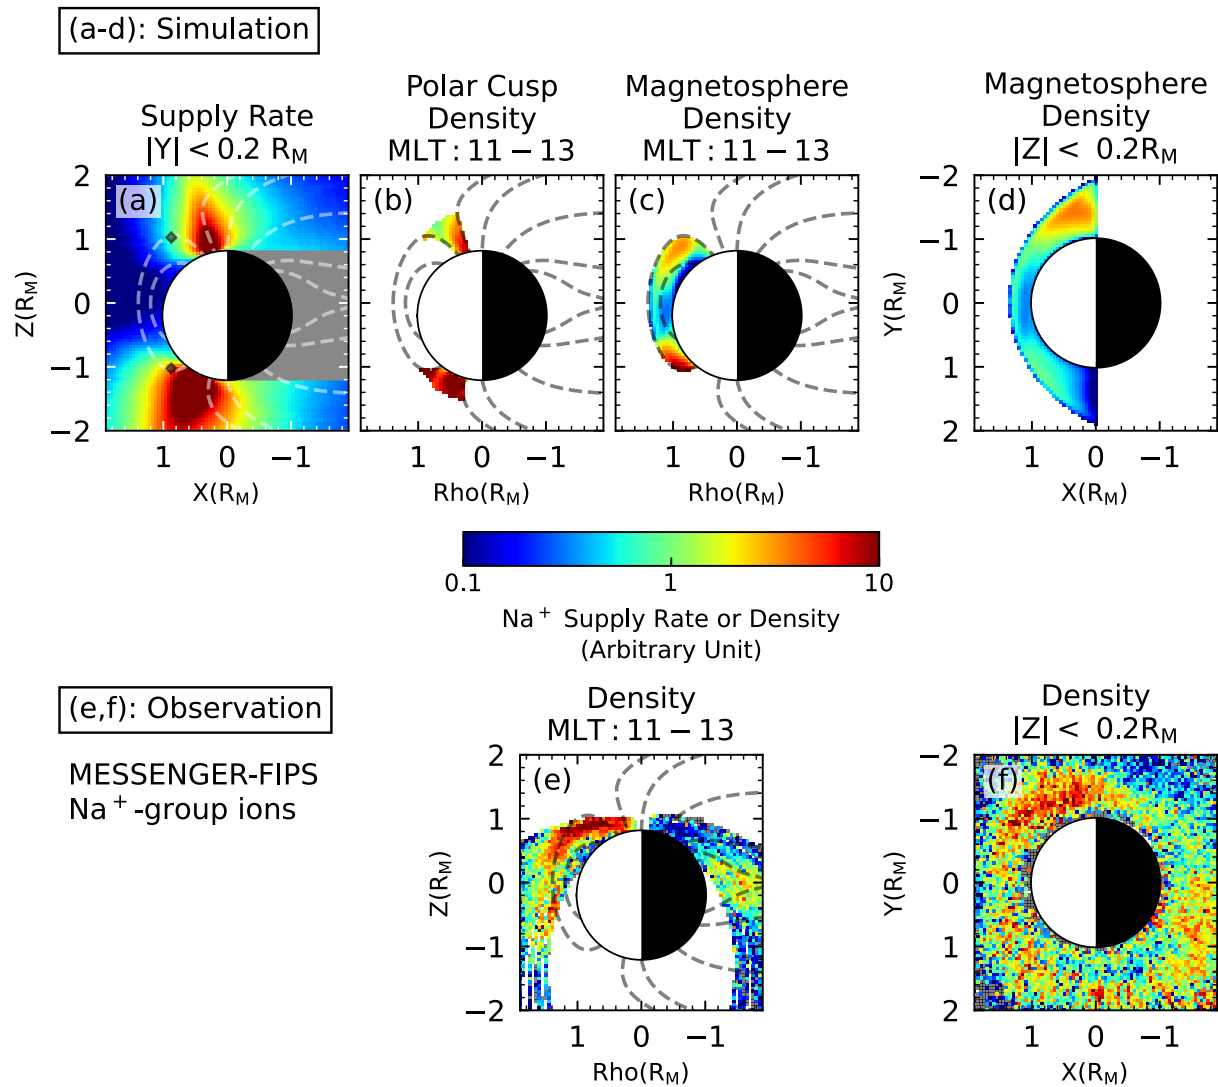 (a-d): Simulation
Supply Rate
|Y| < 0.2 R_M
Polar Cusp
Density
MLT : 11 − 13
Magnetosphere
Density
MLT : 11 − 13
Magnetosphere
Density
|Z| < 0.2R_M
(a)
(b)
(c)
(d)
Z(R_M)
2
1
0
−1
−2
1 0 −1
X(R_M)
1 0 −1
Rho(R_M)
1 0 −1
Rho(R_M)
Y(R_M)
−2
−1
0
1
2
1 0 −1
X(R_M)
0.1 1 10
Na⁺ Supply Rate or Density
(Arbitrary Unit)
(e,f): Observation
MESSENGER-FIPS
Na⁺-group ions
Density
MLT : 11 − 13
Density
|Z| < 0.2R_M
(e)
(f)
Z(R_M)
2
1
0
−1
−2
1 0 −1
Rho(R_M)
Y(R_M)
−2
−1
0
1
2
1 0 −1
X(R_M)